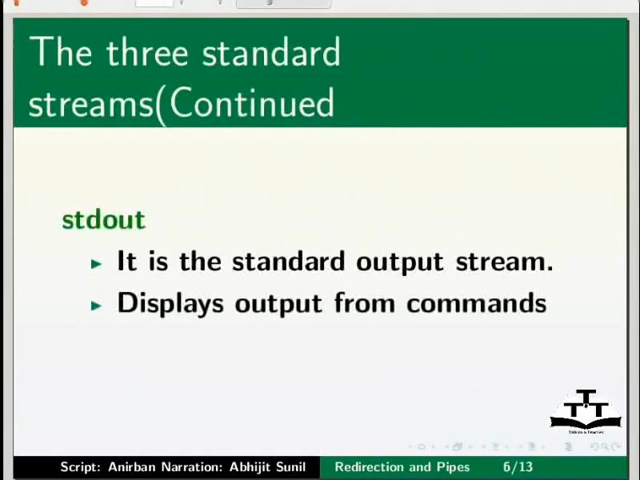 The three standard
streams(Continued
stdout
It is the standard output stream.
Displays output from commands
TTT
Script: Anirban Narration: Abhijit Sunil Redirection and Pipes 6/13